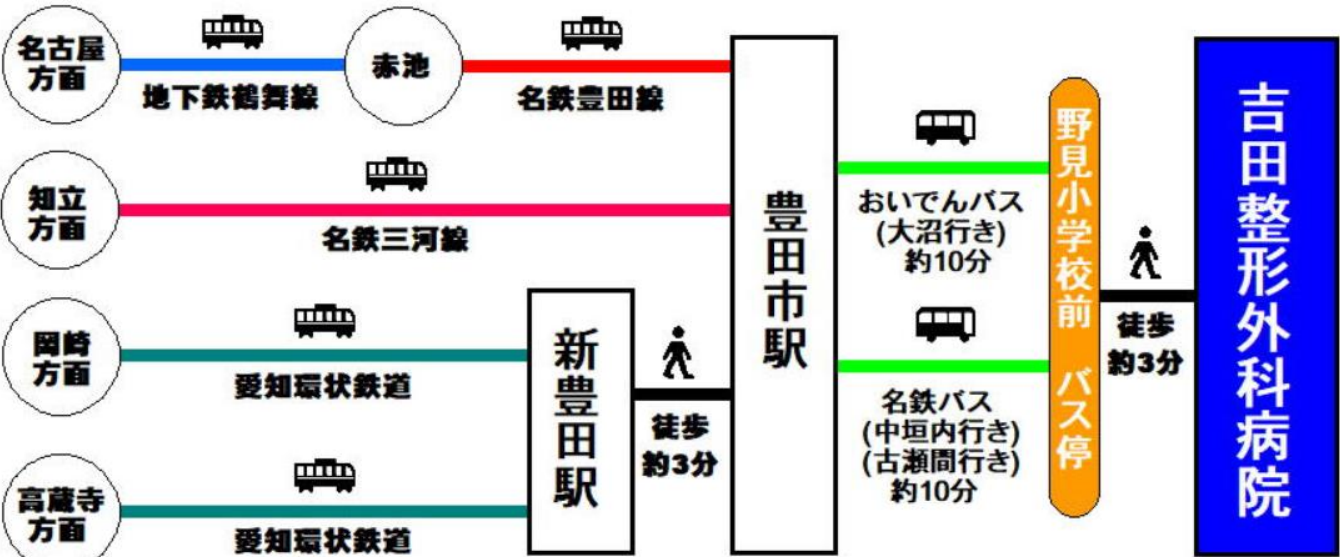 名古屋
方面
地下鉄鶴舞線
赤池
名鉄豊田線
知立
方面
名鉄三河線
岡崎
方面
愛知環状鉄道
高蔵寺
方面
愛知環状鉄道
新豊田駅
徒歩
約3分
豊田市駅
おいでんバス
(大沼行き)
約10分
名鉄バス
(中垣内行き)
(古瀬間行き)
約10分
野見小学校前 バス停
徒歩
約3分
吉田整形外科病院